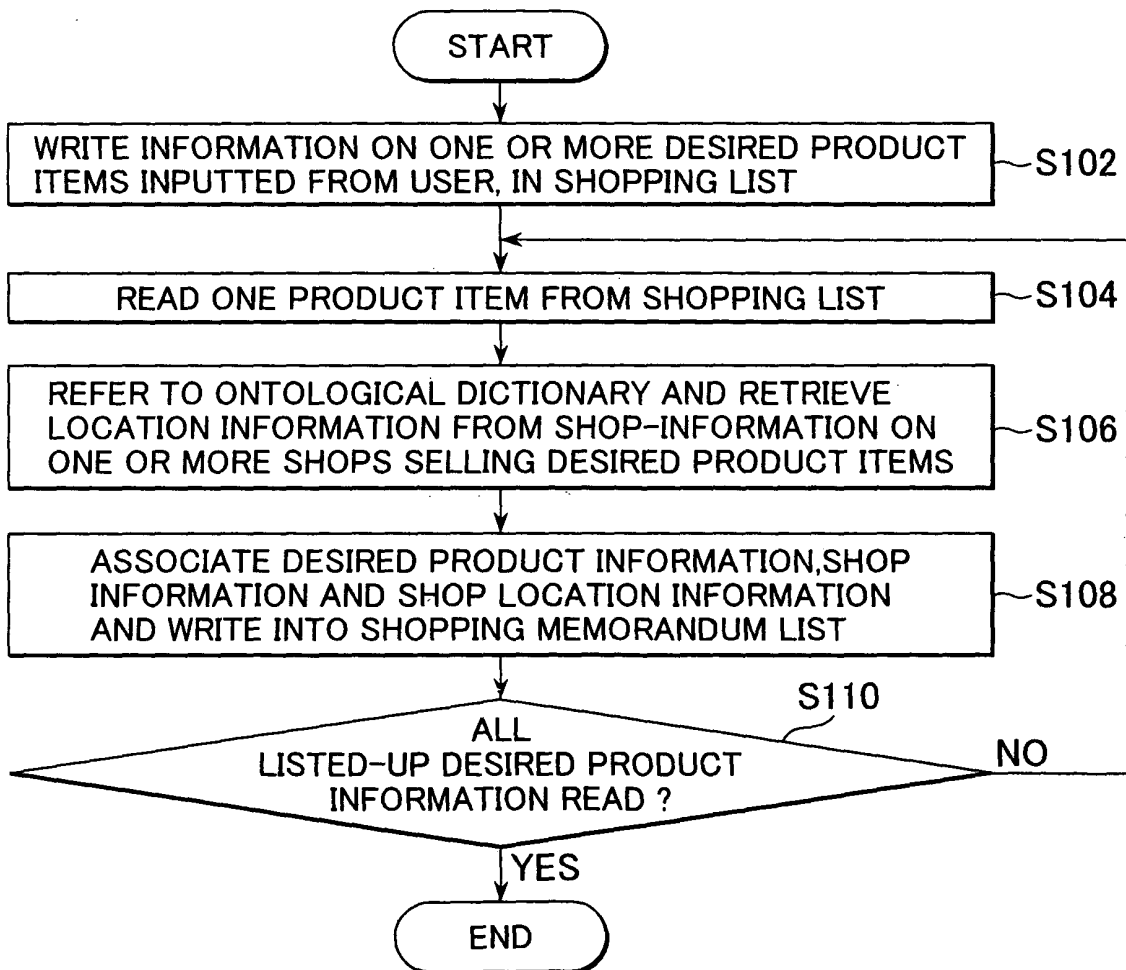 START
WRITE INFORMATION ON ONE OR MORE DESIRED PRODUCT
ITEMS INPUTTED FROM USER, IN SHOPPING LIST
S102
READ ONE PRODUCT ITEM FROM SHOPPING LIST
S104
REFER TO ONTOLOGICAL DICTIONARY AND RETRIEVE
LOCATION INFORMATION FROM SHOP-INFORMATION ON
ONE OR MORE SHOPS SELLING DESIRED PRODUCT ITEMS
S106
ASSOCIATE DESIRED PRODUCT INFORMATION,SHOP
INFORMATION AND SHOP LOCATION INFORMATION
AND WRITE INTO SHOPPING MEMORANDUM LIST
S108
S110
ALL
LISTED-UP DESIRED PRODUCT
INFORMATION READ ?
NO
YES
END